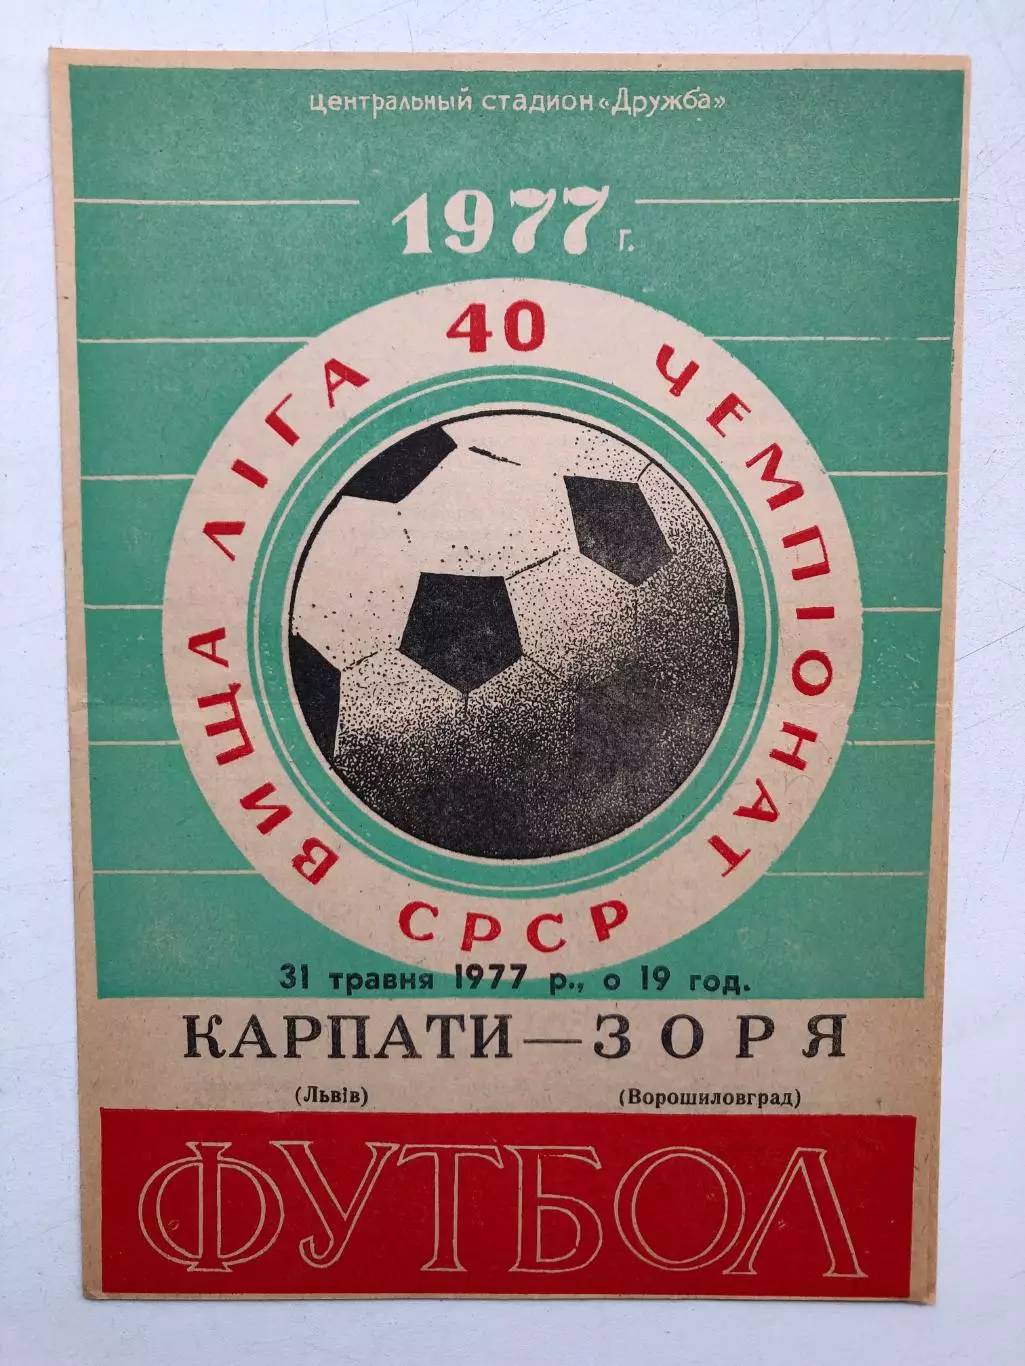 центральный стадион «Дружба»
1977 г.
40 ЧЕМПІОНАТ СРСР
ВИЩА ЛІГА
31 травня 1977 р., о 19 год.
КАРПАТИ — ЗОРЯ
(Львів) (Ворошиловград)
ФУТБОЛ